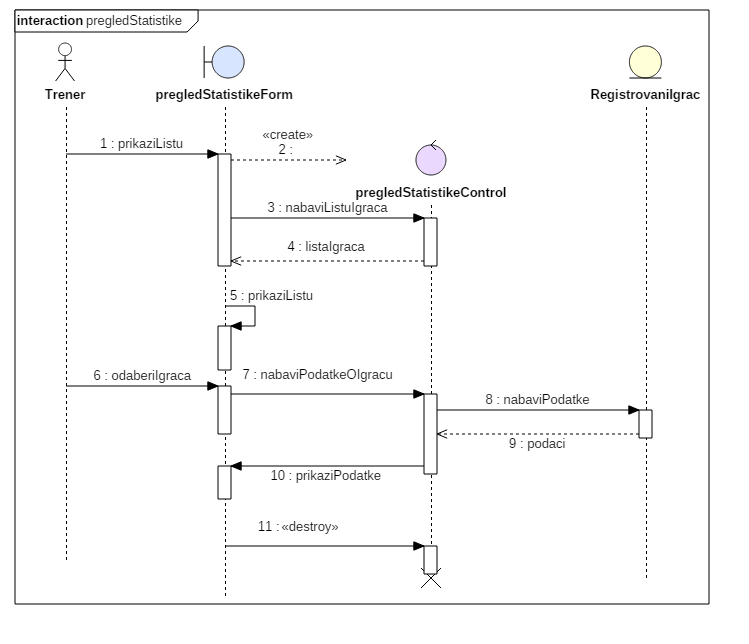 interaction pregledStatistike
Trener
pregledStatistikeForm
RegistrovaniIgrac
1 : prikaziListu
«create»
2 :
pregledStatistikeControl
3 : nabaviListuIgraca
4 : listaIgraca
5 : prikaziListu
6 : odaberiIgraca
7 : nabaviPodatkeOIgracu
8 : nabaviPodatke
9 : podaci
10 : prikaziPodatke
11 : «destroy»